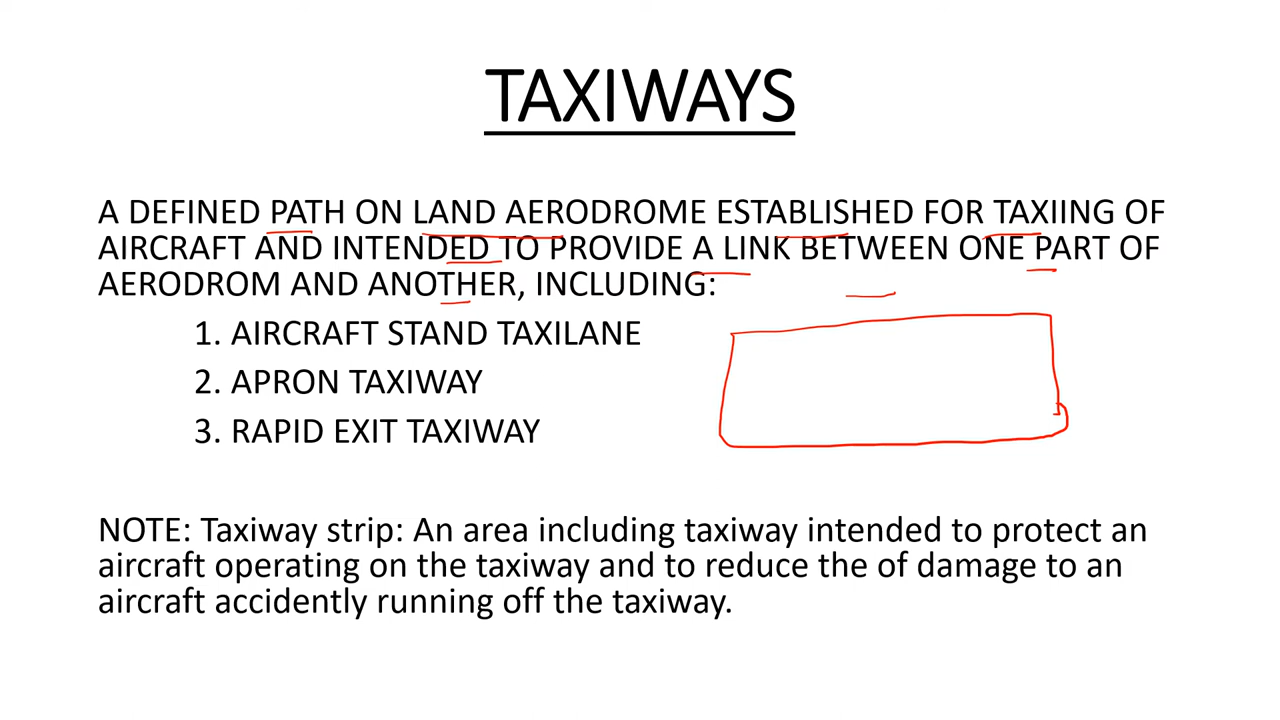 TAXIWAYS
A DEFINED PATH ON LAND AERODROME ESTABLISHED FOR TAXIING OF
AIRCRAFT AND INTENDED TO PROVIDE A LINK BETWEEN ONE PART OF
AERODROM AND ANOTHER, INCLUDING:
1. AIRCRAFT STAND TAXILANE
2. APRON TAXIWAY
3. RAPID EXIT TAXIWAY
NOTE: Taxiway strip: An area including taxiway intended to protect an
aircraft operating on the taxiway and to reduce the of damage to an
aircraft accidently running off the taxiway.